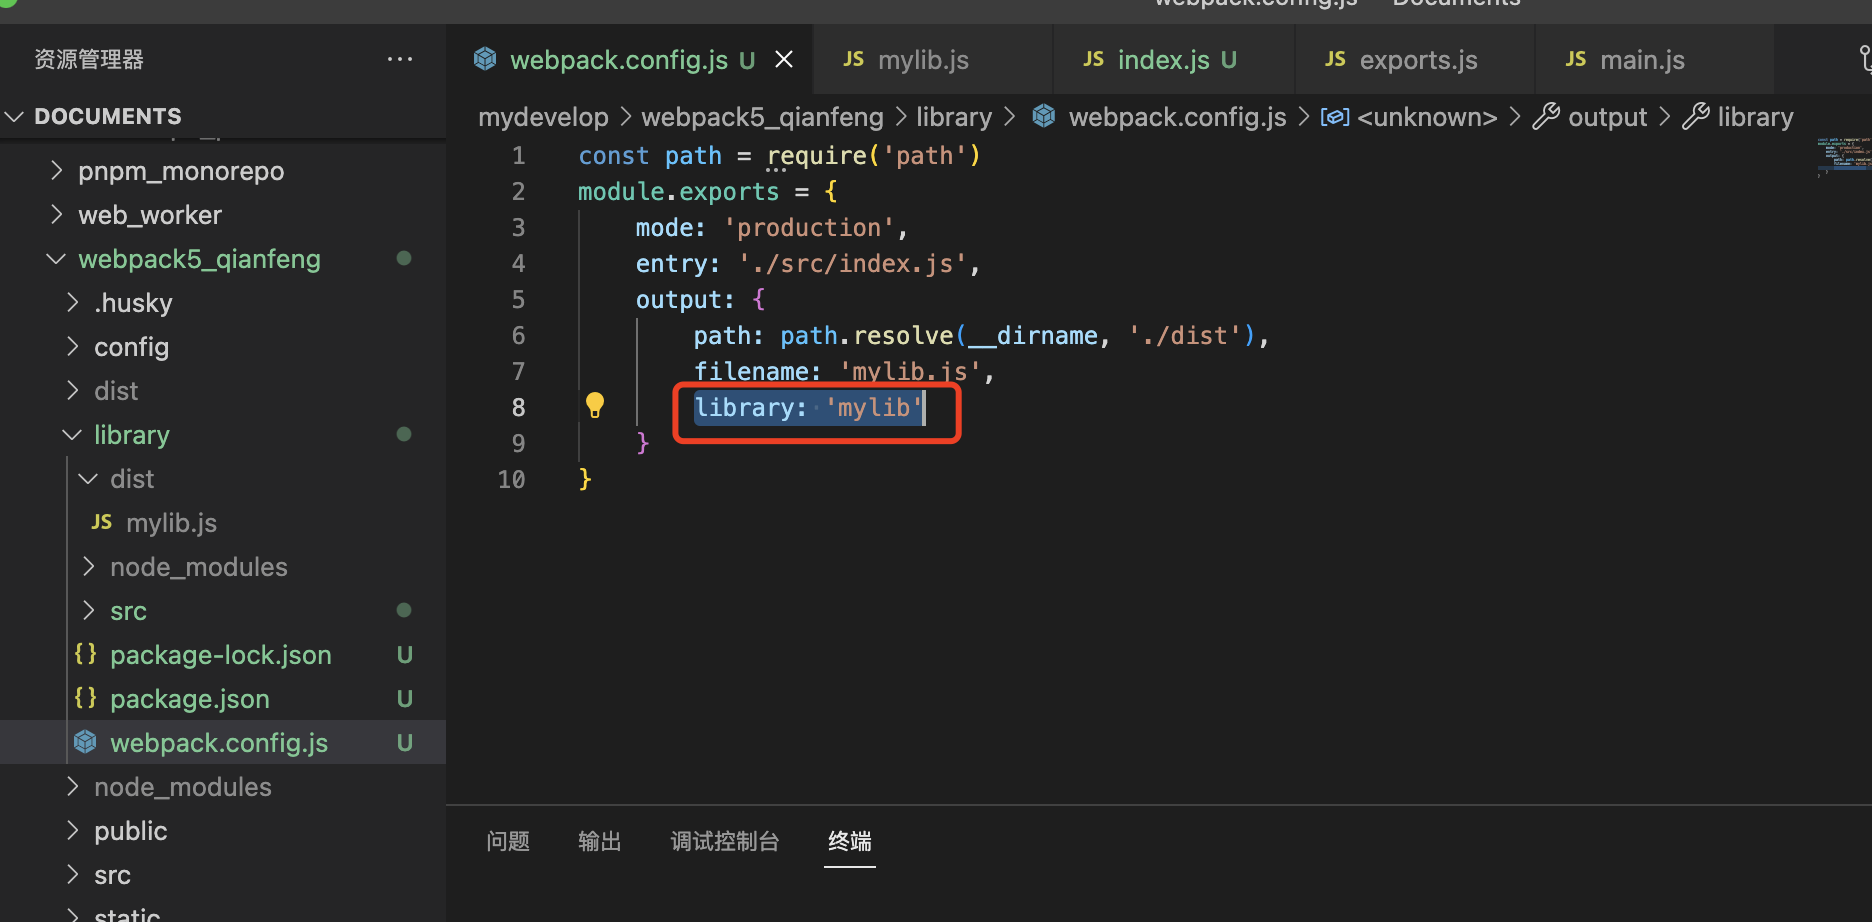 webpack.config.js — Documents
资源管理器 ···
DOCUMENTS
pnpm_monorepo
web_worker
webpack5_qianfeng
.husky
config
dist
library
dist
JS mylib.js
node_modules
src
{} package-lock.json U
{} package.json U
webpack.config.js U
node_modules
public
src
static
webpack.config.js U
JS mylib.js
JS index.js U
JS exports.js
JS main.js
mydevelop > webpack5_qianfeng > library > webpack.config.js > <unknown> > output > library
1 const path = require('path')
2 module.exports = {
3 mode: 'production',
4 entry: './src/index.js',
5 output: {
6 path: path.resolve(__dirname, './dist'),
7 filename: 'mylib.js',
8 library: 'mylib'
9 }
10 }
问题 输出 调试控制台 终端